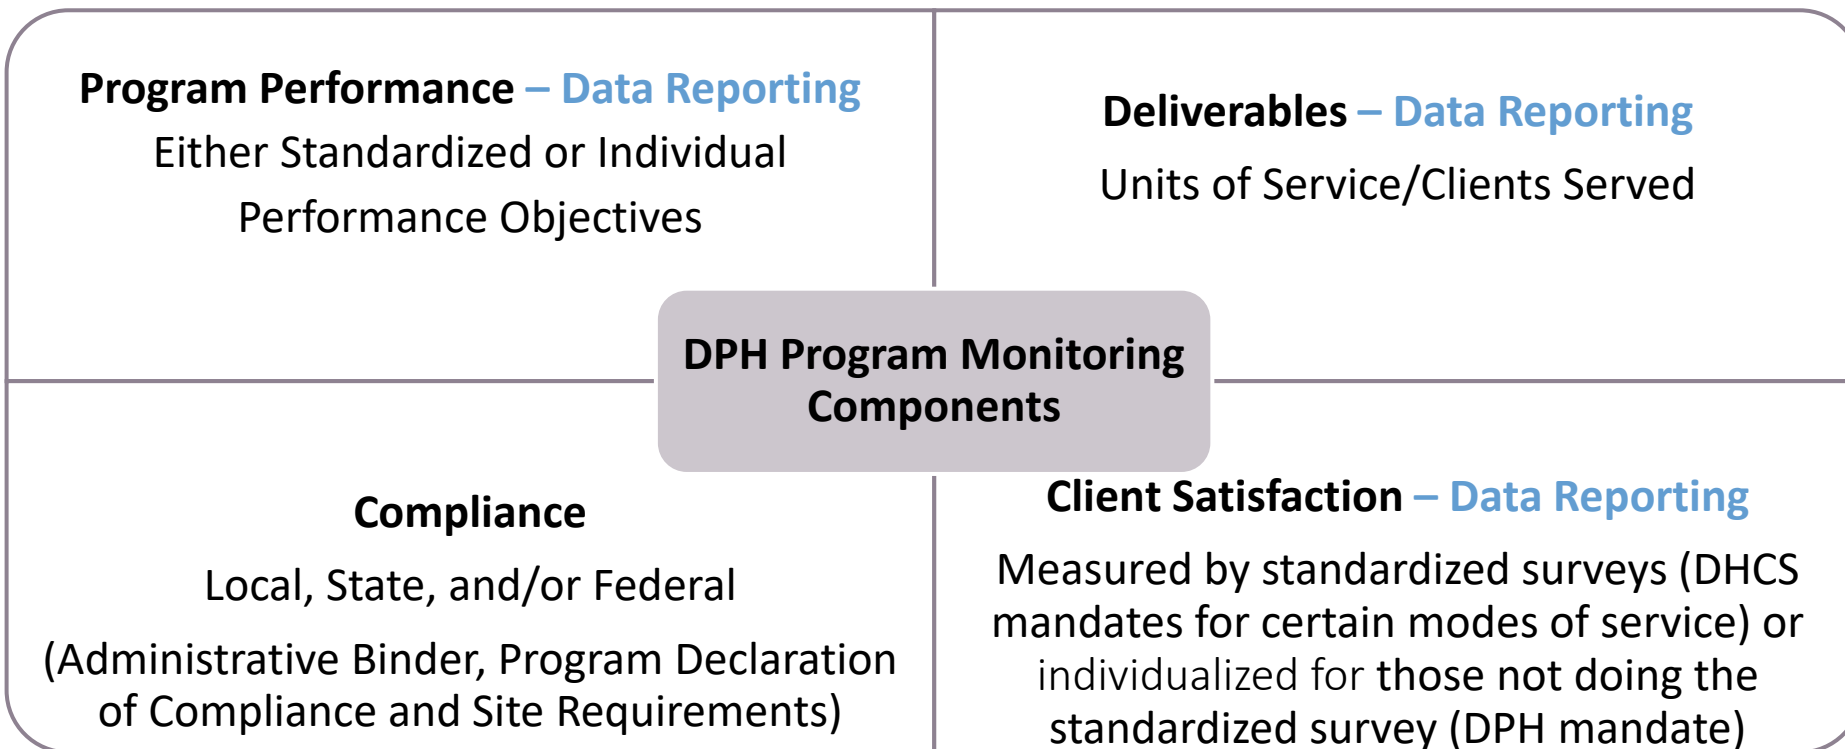 Program Performance – Data Reporting
Either Standardized or Individual
Performance Objectives
Deliverables – Data Reporting
Units of Service/Clients Served
DPH Program Monitoring
Components
Compliance
Local, State, and/or Federal
(Administrative Binder, Program Declaration
of Compliance and Site Requirements)
Client Satisfaction – Data Reporting
Measured by standardized surveys (DHCS
mandates for certain modes of service) or
individualized for those not doing the
standardized survey (DPH mandate)